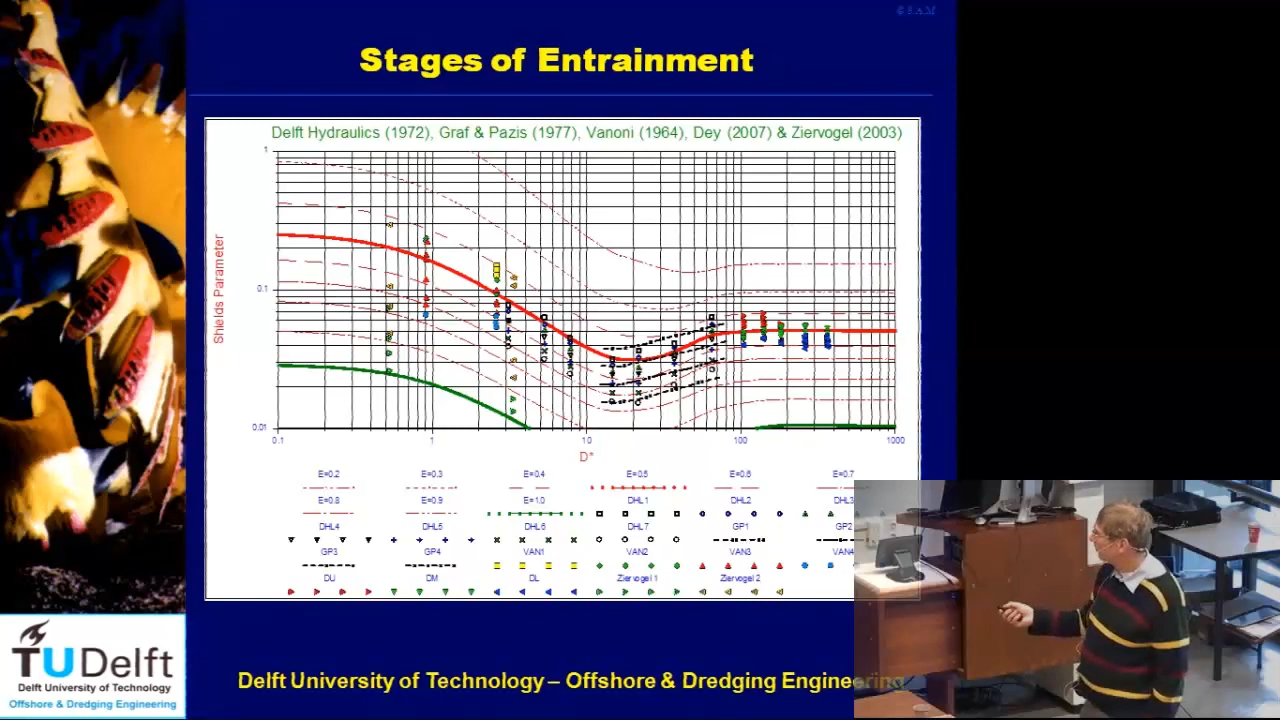 Stages of Entrainment
Delft Hydraulics (1972), Graf & Pazis (1977), Vanoni (1964), Dey (2007) & Ziervogel (2003)
Shields Parameter
1
0.1
0.01
0.1 1 10 100 1000
D*
E=0.2 E=0.3 E=0.4 E=0.5 E=0.6 E=0.7
E=0.8 E=0.9 E=1.0 DHL1 DHL2 DHL3
DHL4 DHL5 DHL6 DHL7 GP1 GP2
GP3 GP4 VAN1 VAN2 VAN3 VAN4
DU DM DL Ziervogel 1 Ziervogel 2
TU Delft
Delft University of Technology
Offshore & Dredging Engineering
Delft University of Technology – Offshore & Dredging Engineering